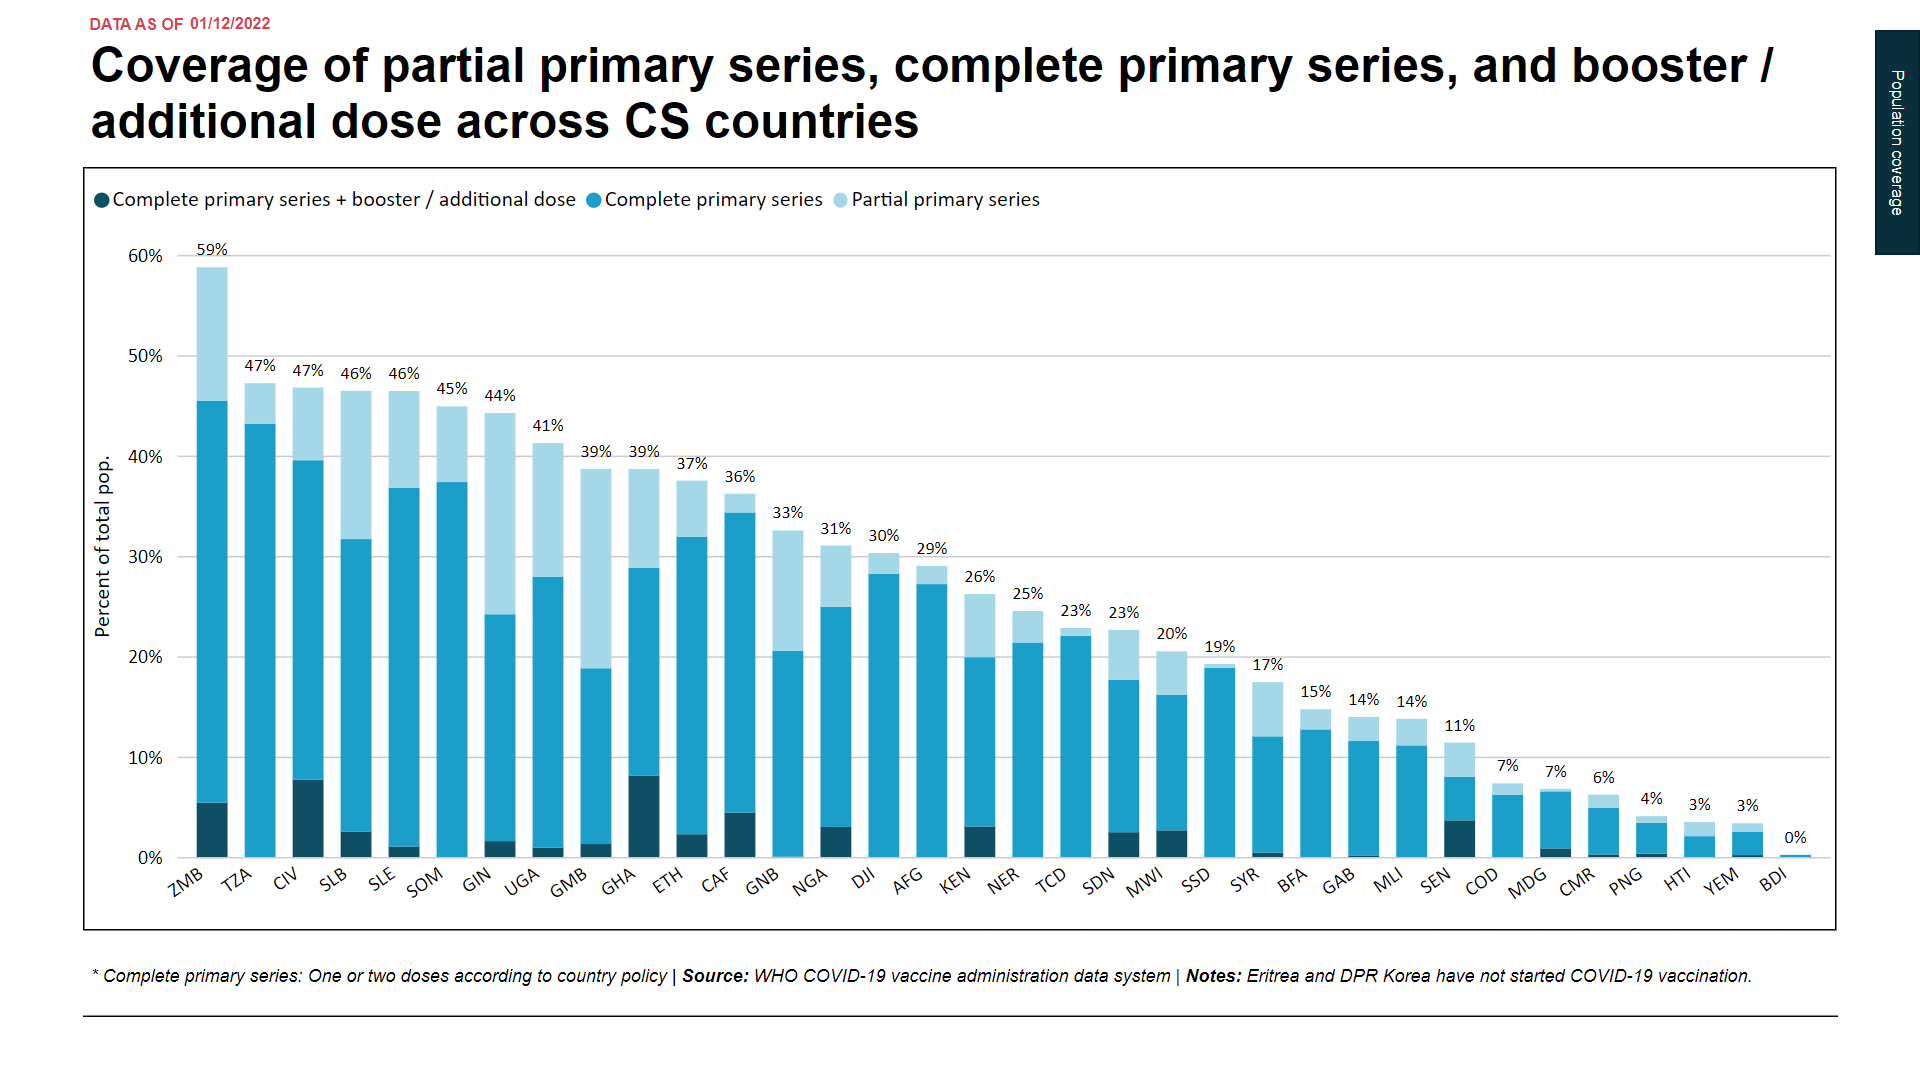 DATA AS OF 01/12/2022
Coverage of partial primary series, complete primary series, and booster /
additional dose across CS countries
Population coverage
Complete primary series + booster / additional dose Complete primary series Partial primary series
Percent of total pop.
60%
50%
40%
30%
20%
10%
0%
59% 47% 47% 46% 46% 45% 44% 41% 39% 39% 37% 36% 33% 31% 30% 29% 26% 25% 23% 23% 20% 19% 17% 15% 14% 14% 11% 7% 7% 6% 4% 3% 3% 0%
ZMB TZA CIV SLB SLE SOM GIN UGA GMB GHA ETH CAF GNB NGA DJI AFG KEN NER TCD SDN MWI SSD SYR BFA GAB MLI SEN COD MDG CMR PNG HTI YEM BDI
* Complete primary series: One or two doses according to country policy | Source: WHO COVID-19 vaccine administration data system | Notes: Eritrea and DPR Korea have not started COVID-19 vaccination.